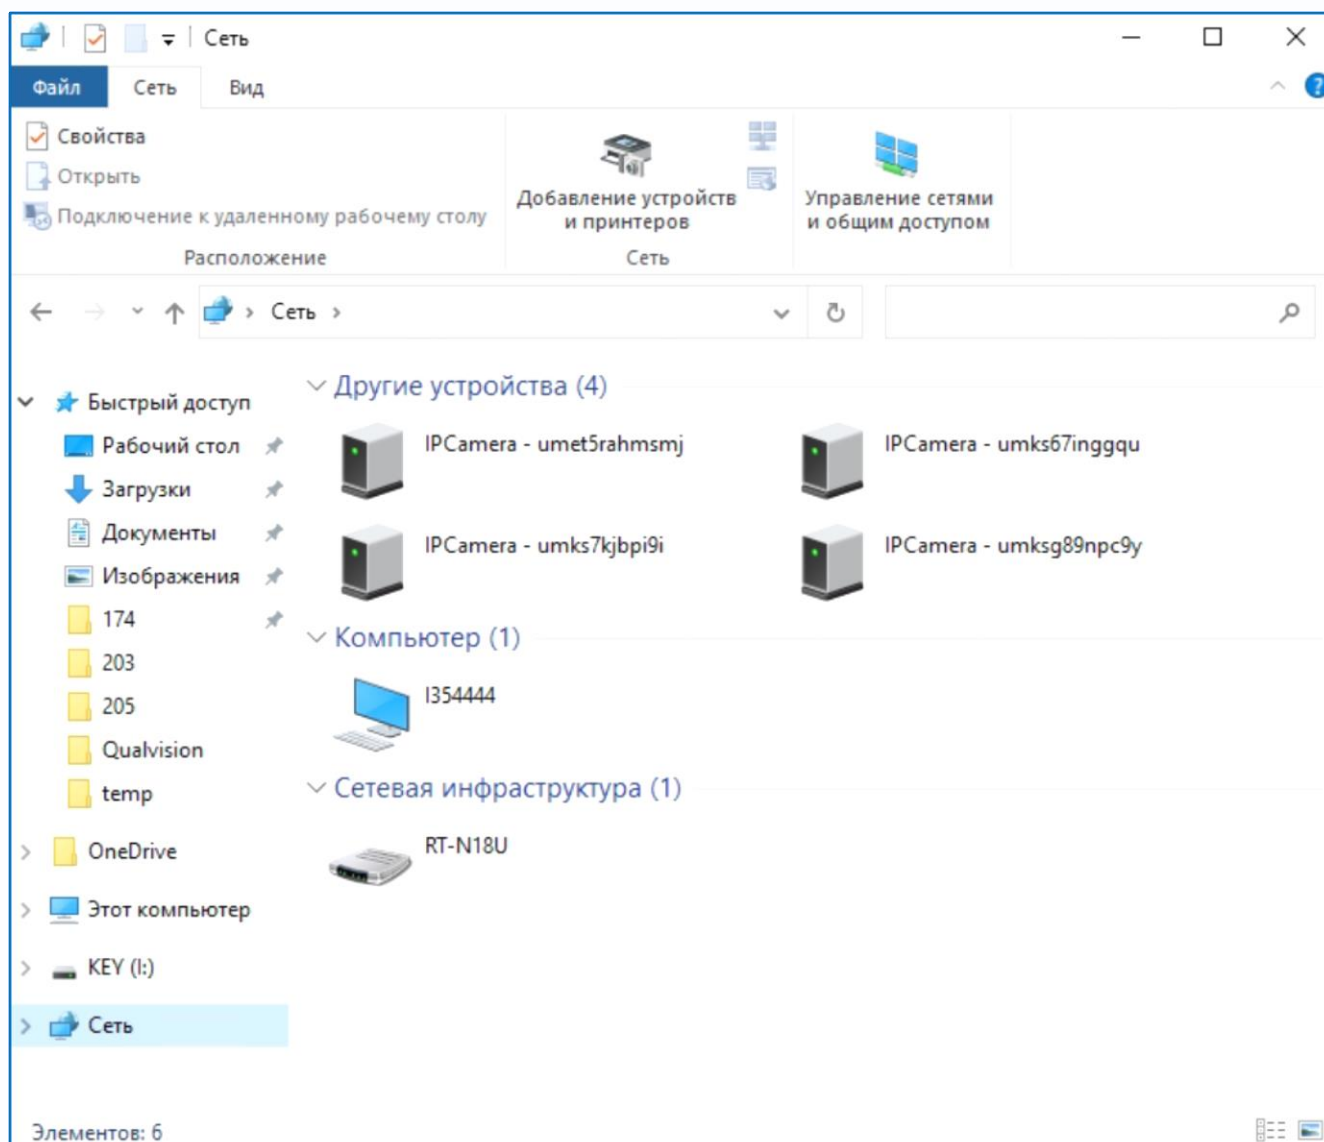 Сеть
Файл Сеть Вид
?
Свойства
Открыть
Подключение к удаленному рабочему столу
Расположение
Добавление устройств
и принтеров
Сеть
Управление сетями
и общим доступом
Сеть
Быстрый доступ
Рабочий стол
Загрузки
Документы
Изображения
174
203
205
Qualvision
temp
OneDrive
Этот компьютер
KEY (I:)
Сеть
Другие устройства (4)
IPCamera - umet5rahmsmj
IPCamera - umks67inggqu
IPCamera - umks7kjbpi9i
IPCamera - umksg89npc9y
Компьютер (1)
I354444
Сетевая инфраструктура (1)
RT-N18U
Элементов: 6